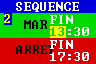 SEQUENCE
2 MAR FIN
13:30
ARRE FIN
17:30